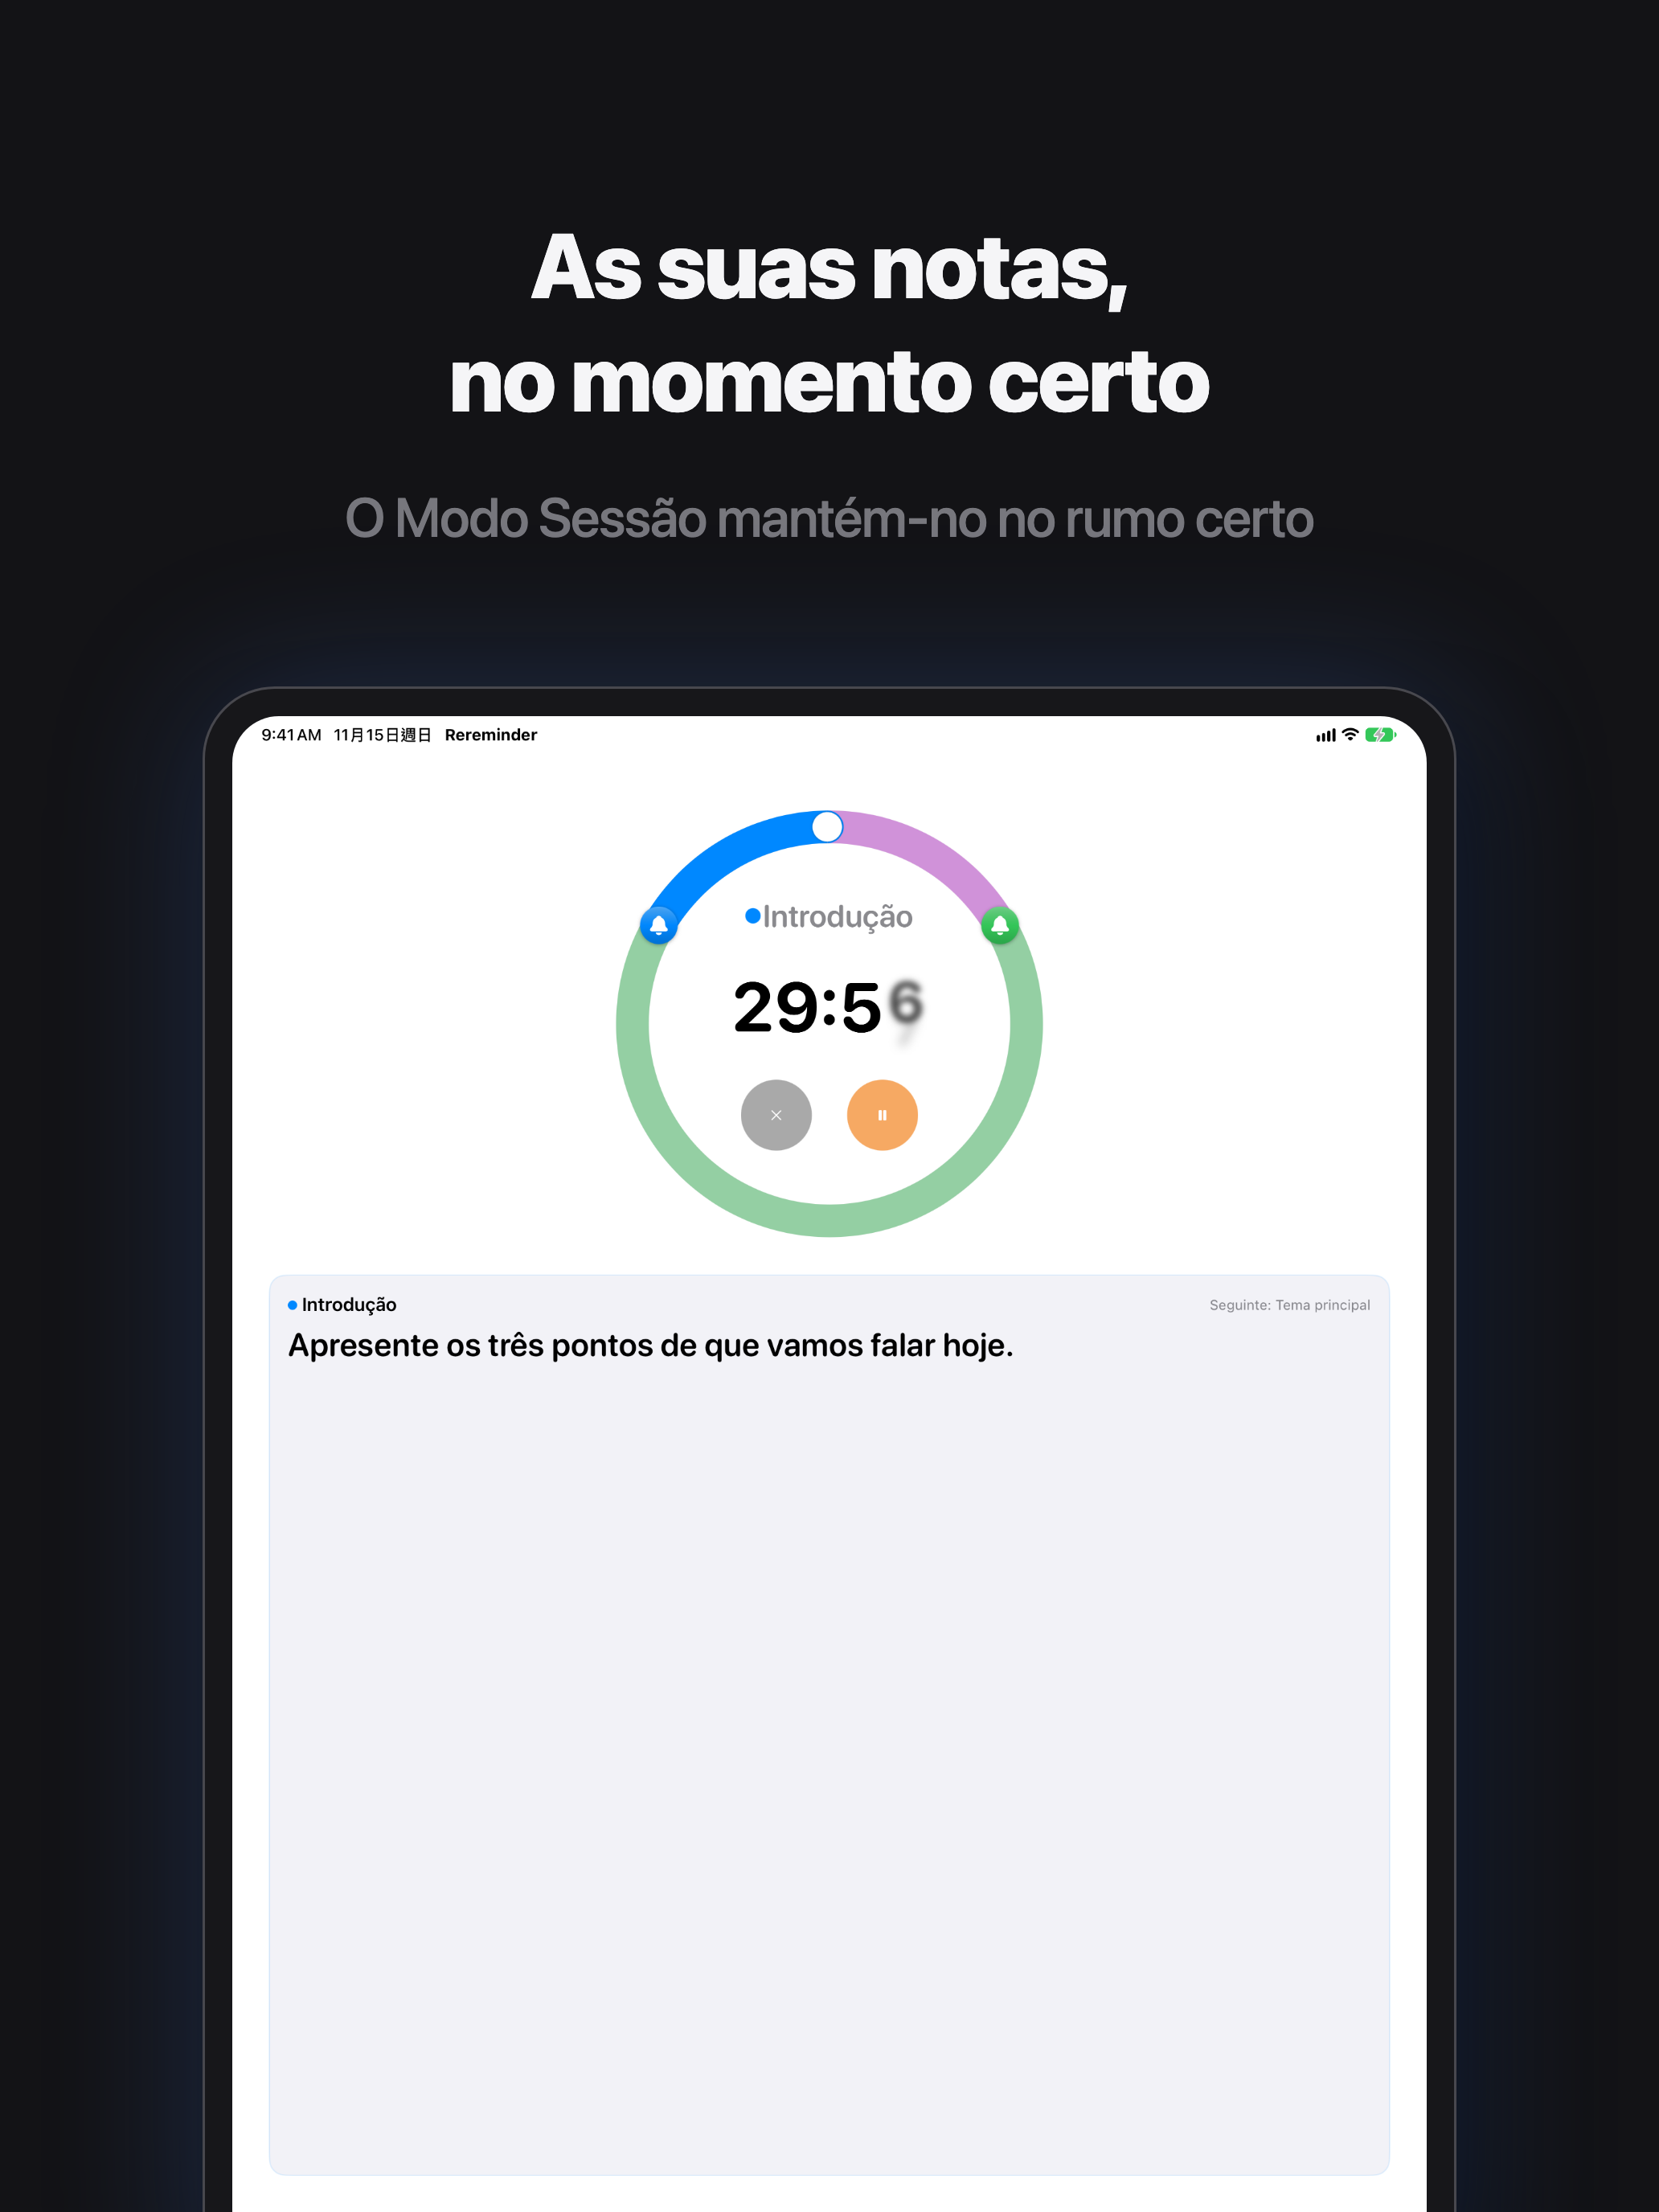 As suas notas,
no momento certo
O Modo Sessão mantém-no no rumo certo
9:41 AM 11月15日週日 Rereminder
Introdução
29:56
Introdução
Seguinte: Tema principal
Apresente os três pontos de que vamos falar hoje.